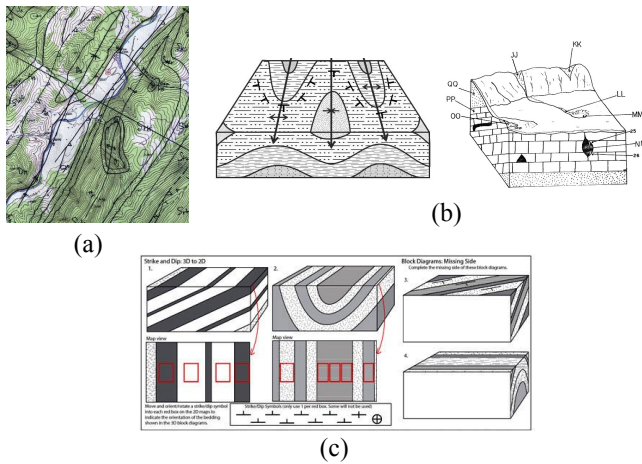 (a)
JJ
KK
QQ
PP
OO
LL
MM
25
26
(b)
Strike and Dip: 3D to 2D
1.
2.
Map view
Map view
Move and orient/rotate a strike/dip symbol
into each red box on the 2D maps to
indicate the orientation of the bedding
shown in the 3D block diagrams.
Strike/Dip Symbols (only use 1 per red box. Some will not be used)
Block Diagrams: Missing Side
Complete the missing side of these block diagrams.
3.
4.
(c)